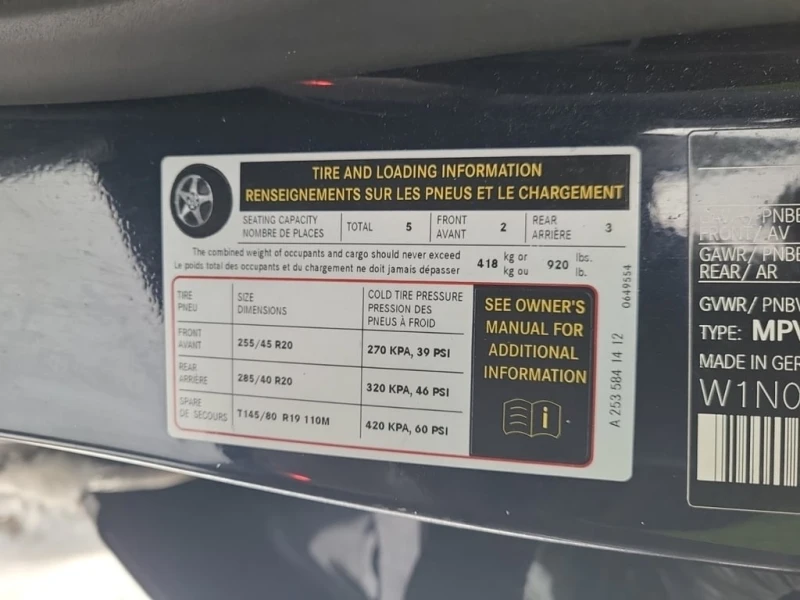 TIRE AND LOADING INFORMATION
RENSEIGNEMENTS SUR LES PNEUS ET LE CHARGEMENT
SEATING CAPACITY
NOMBRE DE PLACES
TOTAL 5
FRONT
AVANT
2
REAR
ARRIÈRE
3
The combined weight of occupants and cargo should never exceed
Le poids total des occupants et du chargement ne doit jamais dépasser
418 kg or
kg ou
920 lbs.
lb.
TIRE
PNEU
SIZE
DIMENSIONS
COLD TIRE PRESSURE
PRESSION DES
PNEUS À FROID
FRONT
AVANT
255/45 R20
270 KPA, 39 PSI
REAR
ARRIÈRE
285/40 R20
320 KPA, 46 PSI
SPARE
DE SECOURS
T145/80 R19 110M
420 KPA, 60 PSI
SEE OWNER'S
MANUAL FOR
ADDITIONAL
INFORMATION
i
A 253 584 14 12
0649554
FRONT/AV
GAWR/PNBE
REAR/AR
GVWR/PNBV
TYPE: MPV
MADE IN GER
W1N0